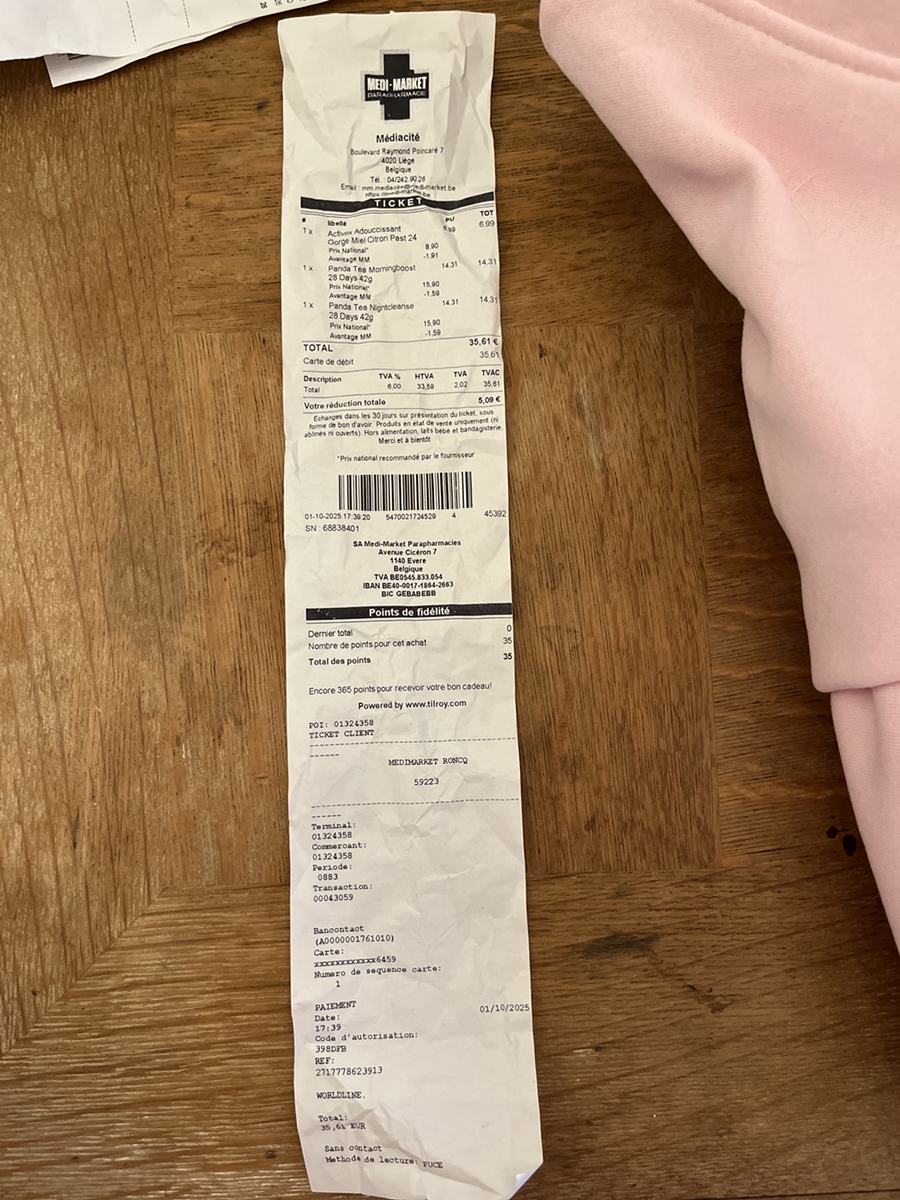 MEDI-MARKET
PARAPHARMACIE
Médiacité
Boulevard Raymond Poincaré 7
4020 Liège
Belgique
Tél. : 04/242.90.26
Email : mm.mediacite@medi-market.be
https://medi-market.be
TICKET
# libellé PU TOT
1 x Activox Adoucissant 6,99
Gorge Miel Citron Past 24
Prix National* 8,90
Avantage MM -1,91
1 x Panda Tea Morningboost 14,31 14,31
28 Days 42g
Prix National* 15,90
Avantage MM -1,59
1 x Panda Tea Nightcleanse 14,31 14,31
28 Days 42g
Prix National* 15,90
Avantage MM -1,59
TOTAL 35,61 €
Carte de débit 35,61
Description TVA % HTVA TVA TVAC
Total 6,00 33,59 2,02 35,61
Votre réduction totale 5,09 €
Echanges dans les 30 jours sur présentation du ticket, sous
forme de bon d'avoir. Produits en état de vente uniquement (ni
abîmés ni ouverts). Hors alimentation, laits bébé et bandagisterie.
Merci et à bientôt
*Prix national recommandé par le fournisseur
01-10-2025 17:39:20 5470021724529 4 45392
SN : 68838401
SA Medi-Market Parapharmacies
Avenue Cicéron 7
1140 Evere
Belgique
TVA BE0545.833.054
IBAN BE40-0017-1864-2663
BIC GEBABEBB
Points de fidélité
Dernier total 0
Nombre de points pour cet achat 35
Total des points 35
Encore 365 points pour recevoir votre bon cadeau!
Powered by www.tilroy.com
POI: 01324358
TICKET CLIENT
MEDIMARKET RONCQ
59223
Terminal:
01324358
Commercant:
01324358
Periode:
0883
Transaction:
00043059
Bancontact
(A0000001761010)
Carte:
xxxxxxxxxxxx6459
Numero de sequence carte:
1
PAIEMENT
Date: 01/10/2025
17:39
Code d'autorisation:
398DFB
REF:
2717778623913
WORLDLINE.
Total:
35,61 EUR
Sans contact
Methode de lecture: PUCE